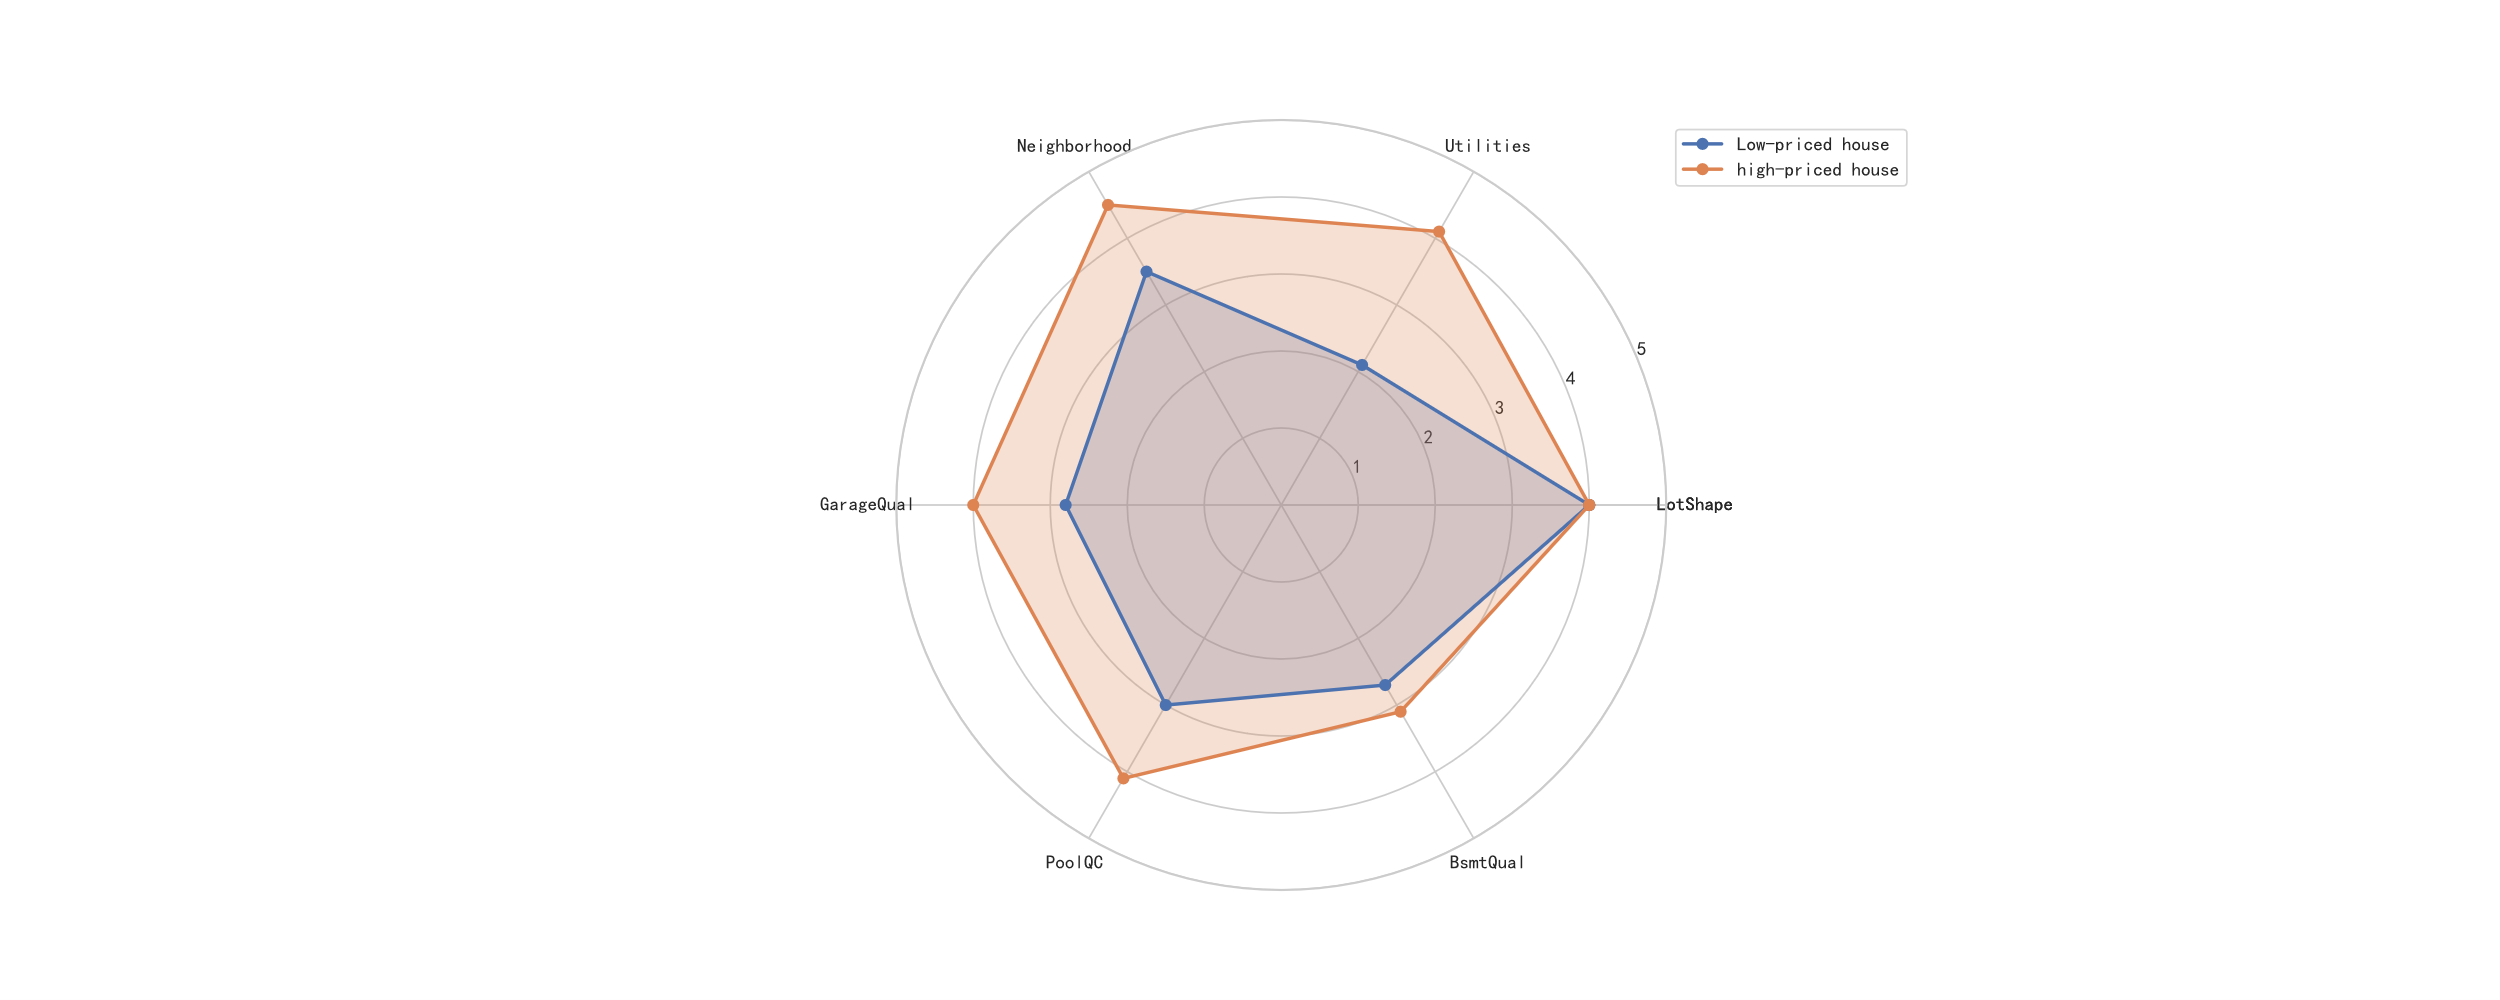 Neighborhood
Utilities
Low-priced house
high-priced house
5
4
3
2
1
GarageQual
LotShape
PoolQC
BsmtQual